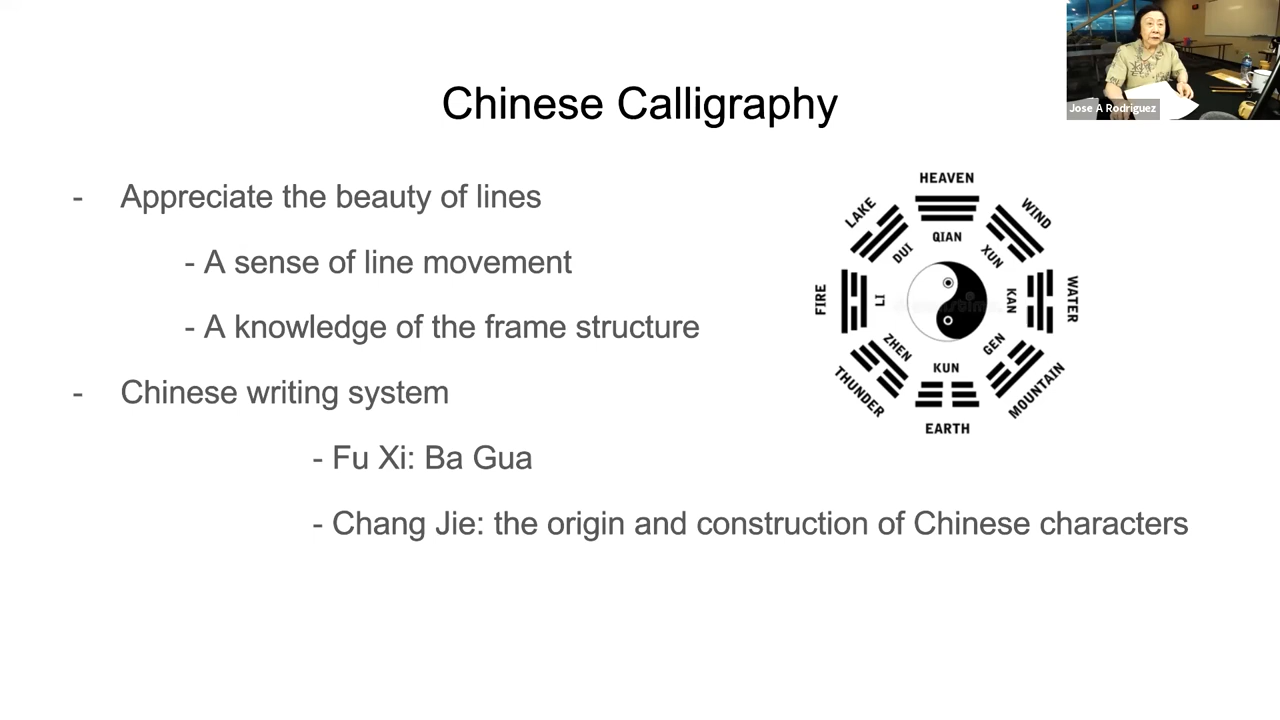 Chinese Calligraphy
Jose A Rodriguez
- Appreciate the beauty of lines
- A sense of line movement
- A knowledge of the frame structure
- Chinese writing system
- Fu Xi: Ba Gua
- Chang Jie: the origin and construction of Chinese characters
HEAVEN
QIAN
WIND
XUN
WATER
KAN
MOUNTAIN
GEN
EARTH
KUN
THUNDER
ZHEN
FIRE
LI
LAKE
DUI